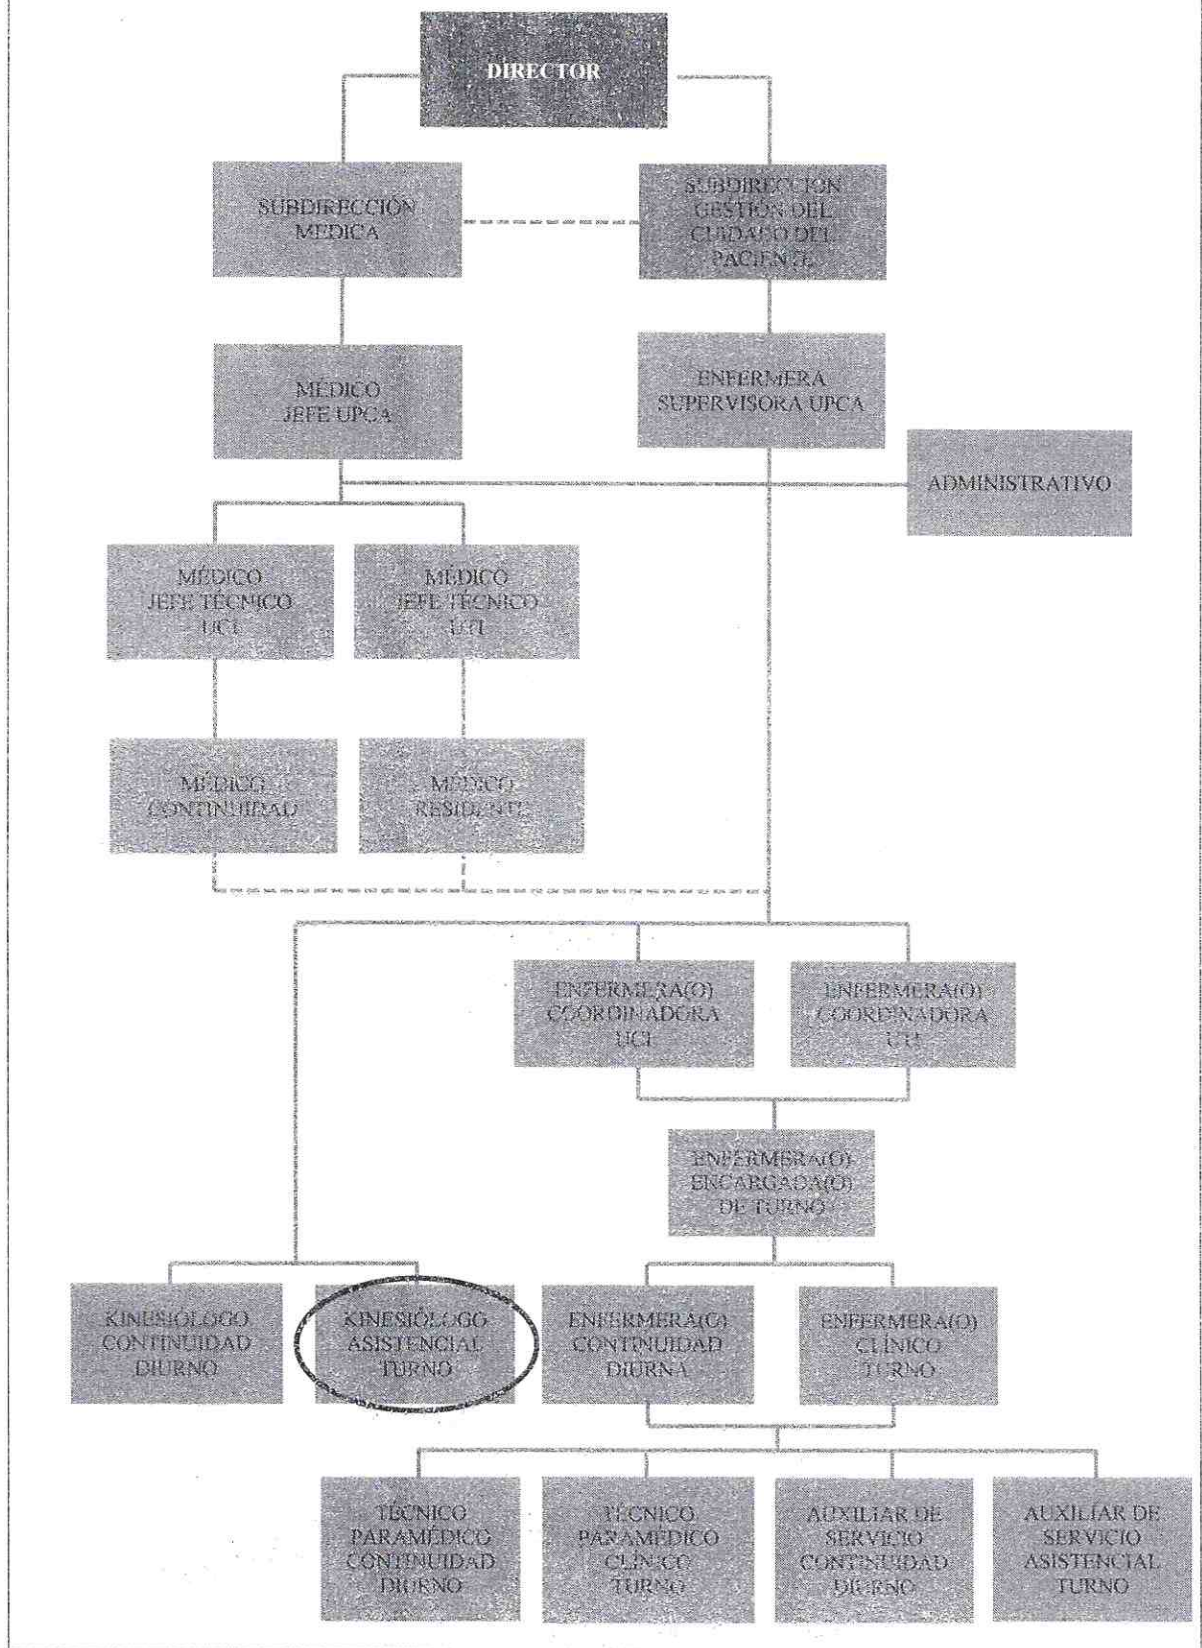 DIRECTOR
SUBDIRECCIÓN
MEDICA
SUBDIRECCIÓN
GESTIÓN DEL
CUIDADO DEL
PACIENTE
MÉDICO
JEFE UPCA
ENFERMERA
SUPERVISORA UPCA
ADMINISTRATIVO
MÉDICO
JEFE TÉCNICO
UCI
MÉDICO
JEFE TÉCNICO
UTI
MÉDICO
CONTINUIDAD
MÉDICO
RESIDENTE
ENFERMERA(O)
COORDINADORA
UCI
ENFERMERA(O)
COORDINADORA
UTI
ENFERMERA(O)
ENCARGADA(O)
DE TURNO
KINESIÓLOGO
CONTINUIDAD
DIURNO
KINESIÓLOGO
ASISTENCIAL
TURNO
ENFERMERA(O)
CONTINUIDAD
DIURNA
ENFERMERA(O)
CLÍNICO
TURNO
TÉCNICO
PARAMÉDICO
CONTINUIDAD
DIURNO
TÉCNICO
PARAMÉDICO
CLÍNICO
TURNO
AUXILIAR DE
SERVICIO
CONTINUIDAD
DIURNO
AUXILIAR DE
SERVICIO
ASISTENCIAL
TURNO